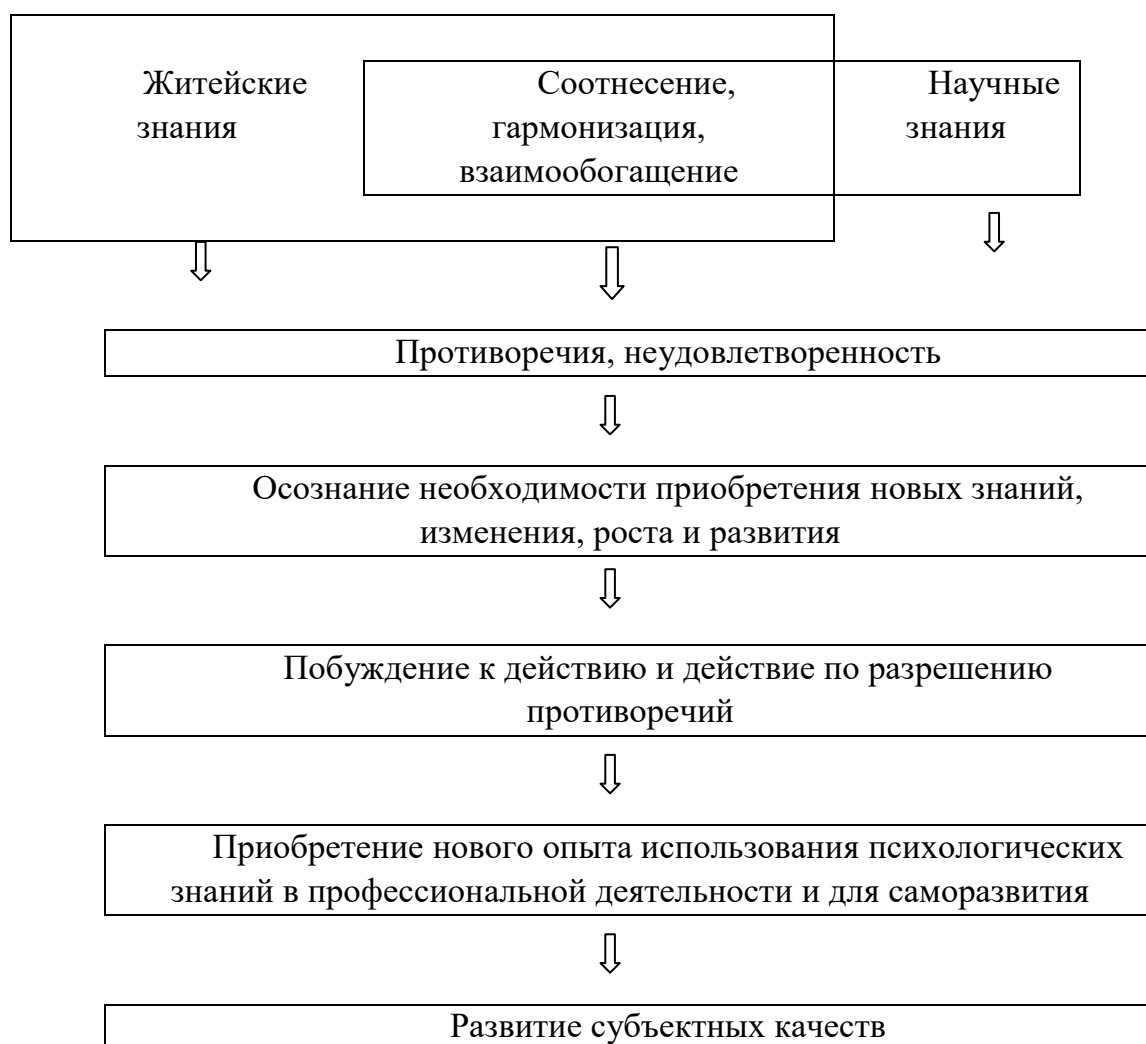 Житейские
знания
Соотнесение,
гармонизация,
взаимообогащение
Научные
знания
Противоречия, неудовлетворенность
Осознание необходимости приобретения новых знаний,
изменения, роста и развития
Побуждение к действию и действие по разрешению
противоречий
Приобретение нового опыта использования психологических
знаний в профессиональной деятельности и для саморазвития
Развитие субъектных качеств